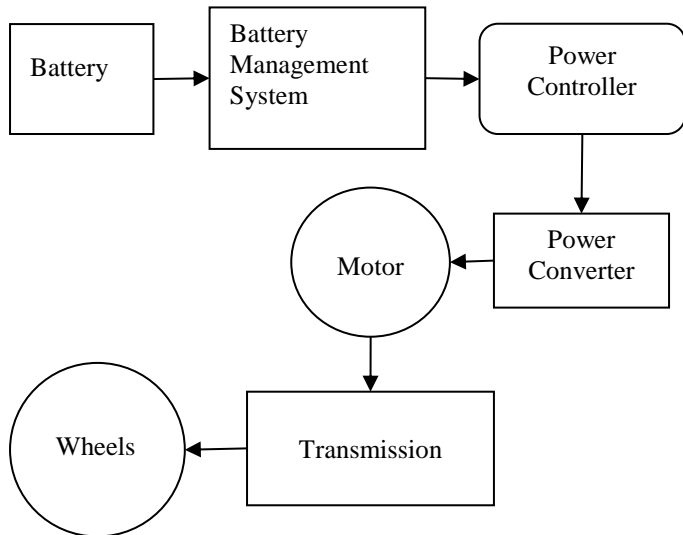 Battery
Battery
Management
System
Power
Controller
Power
Converter
Motor
Transmission
Wheels